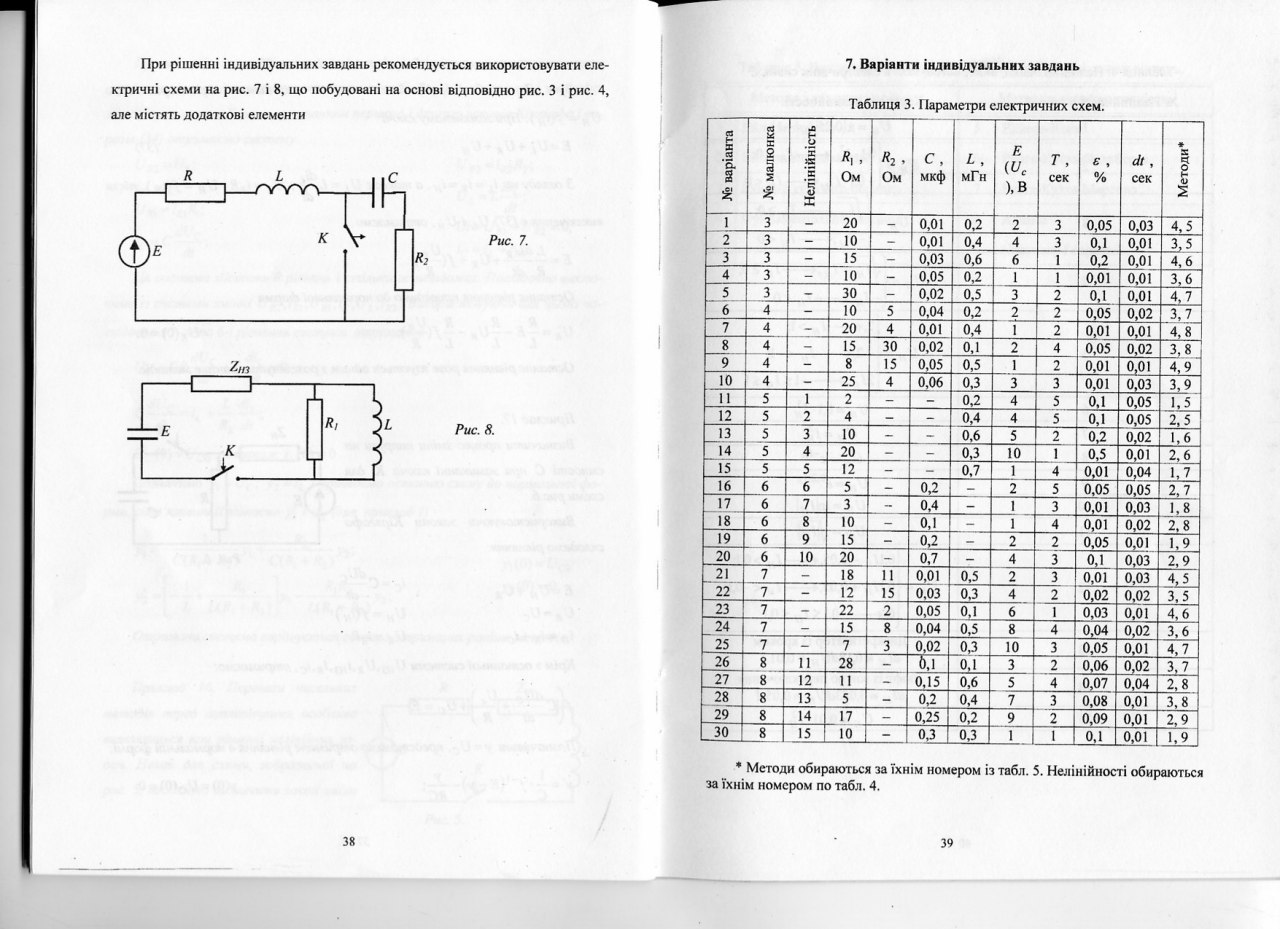 При рішенні індивідуальних завдань рекомендується використовувати еле-
ктричні схеми на рис. 7 і 8, що побудовані на основі відповідно рис. 3 і рис. 4,
але містять додаткові елементи
R L C
K
E
R2
Рис. 7.
ZНЗ
E
R1
L
K
Рис. 8.
38
7. Варіанти індивідуальних завдань
Таблиця 3. Параметри електричних схем.
№ варіанта № малюнка Нелінійність R1 , Ом R2 , Ом C , мкф L , мГн E (Uc ), В T , сек ε , % dt , сек Методи*
1 3 – 20 – 0,01 0,2 2 3 0,05 0,03 4, 5
2 3 – 10 – 0,01 0,4 4 3 0,1 0,01 3, 5
3 3 – 15 – 0,03 0,6 6 1 0,2 0,01 4, 6
4 3 – 10 – 0,05 0,2 1 1 0,01 0,01 3, 6
5 3 – 30 – 0,02 0,5 3 2 0,1 0,01 4, 7
6 4 – 10 5 0,04 0,2 2 2 0,05 0,02 3, 7
7 4 – 20 4 0,01 0,4 1 2 0,01 0,01 4, 8
8 4 – 15 30 0,02 0,1 2 4 0,05 0,02 3, 8
9 4 – 8 15 0,05 0,5 1 2 0,01 0,01 4, 9
10 4 – 25 4 0,06 0,3 3 3 0,01 0,03 3, 9
11 5 1 2 – – 0,2 4 5 0,1 0,05 1, 5
12 5 2 4 – – 0,4 4 5 0,1 0,05 2, 5
13 5 3 10 – – 0,6 5 2 0,2 0,02 1, 6
14 5 4 20 – – 0,3 10 1 0,5 0,01 2, 6
15 5 5 12 – – 0,7 1 4 0,01 0,04 1, 7
16 6 6 5 – 0,2 – 2 5 0,05 0,05 2, 7
17 6 7 3 – 0,4 – 1 3 0,01 0,03 1, 8
18 6 8 10 – 0,1 – 1 4 0,01 0,02 2, 8
19 6 9 15 – 0,2 – 2 2 0,05 0,01 1, 9
20 6 10 20 – 0,7 – 4 3 0,1 0,03 2, 9
21 7 – 18 11 0,01 0,5 2 3 0,01 0,03 4, 5
22 7 – 12 15 0,03 0,3 4 2 0,02 0,02 3, 5
23 7 – 22 2 0,05 0,1 6 1 0,03 0,01 4, 6
24 7 – 15 8 0,04 0,5 8 4 0,04 0,02 3, 6
25 7 – 7 3 0,02 0,3 10 3 0,05 0,01 4, 7
26 8 11 28 – 0,1 0,1 3 2 0,06 0,02 3, 7
27 8 12 11 – 0,15 0,6 5 4 0,07 0,04 2, 8
28 8 13 5 – 0,2 0,4 7 3 0,08 0,01 3, 8
29 8 14 17 – 0,25 0,2 9 2 0,09 0,01 2, 9
30 8 15 10 – 0,3 0,3 1 1 0,1 0,01 1, 9
* Методи обираються за їхнім номером із табл. 5. Нелінійності обираються
за їхнім номером по табл. 4.
39